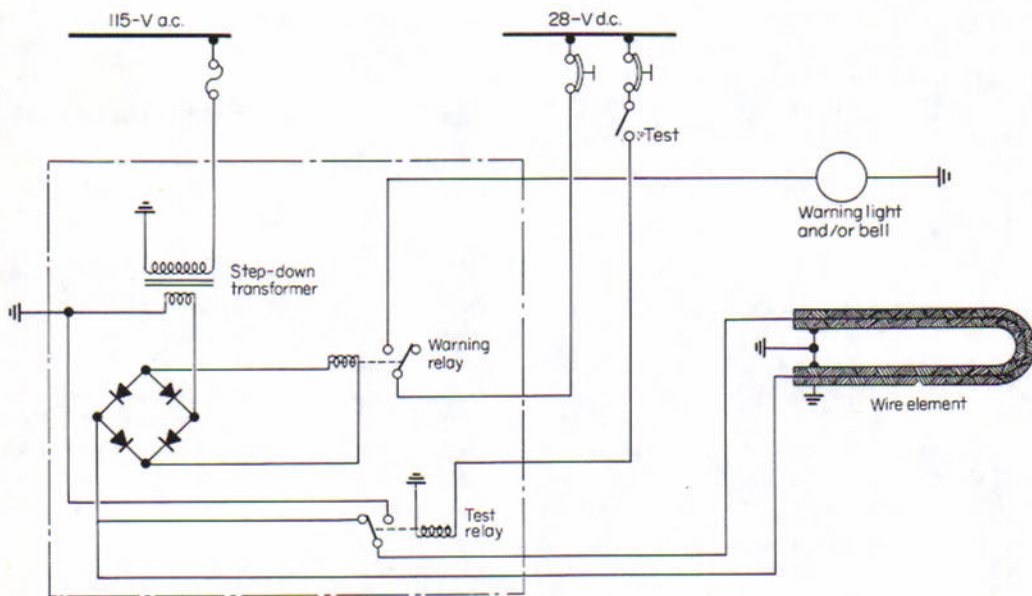 115-V a.c.
28-V d.c.
Test
Warning light
and/or bell
Step-down
transformer
Warning
relay
Wire element
Test
relay